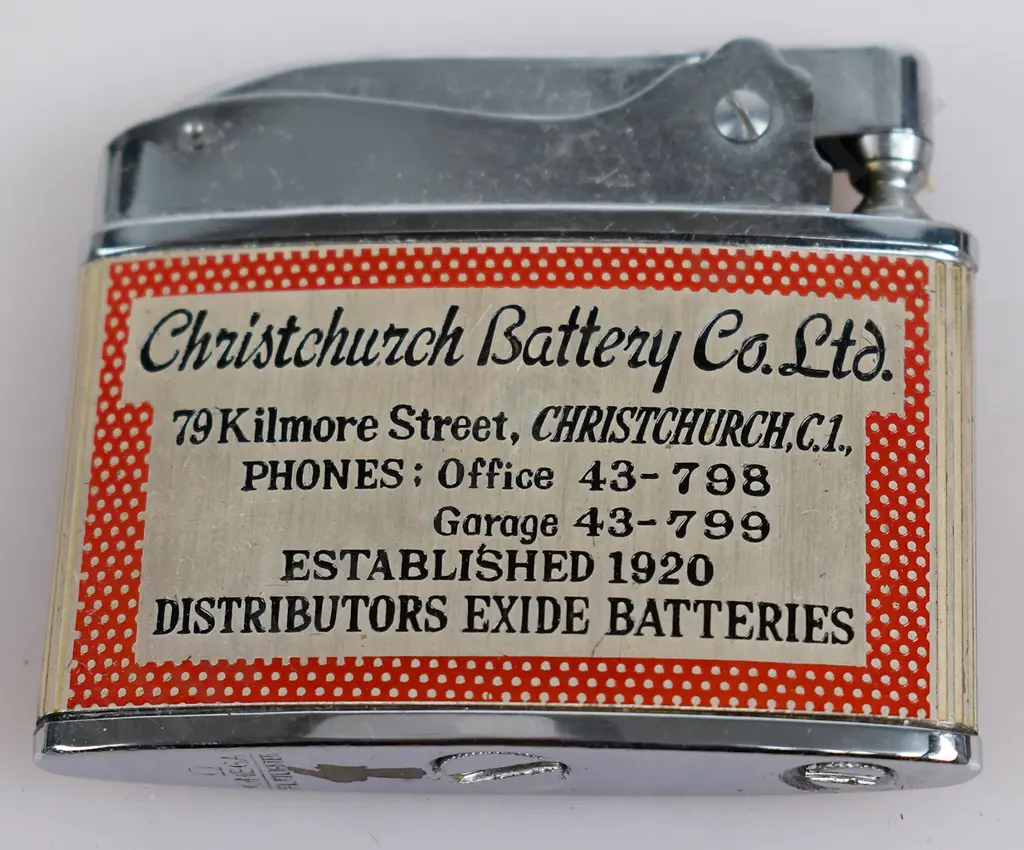 Christchurch Battery Co. Ltd.
79 Kilmore Street, CHRISTCHURCH, C.1.,
PHONES: Office 43-798
Garage 43-799
ESTABLISHED 1920
DISTRIBUTORS EXIDE BATTERIES